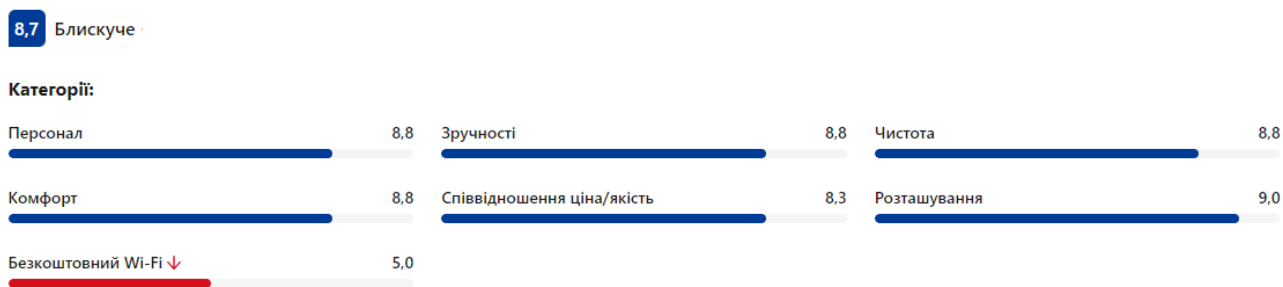 8,7 Блискуче ·
Категорії:
Персонал 8,8 Зручності 8,8 Чистота 8,8
Комфорт 8,8 Співвідношення ціна/якість 8,3 Розташування 9,0
Безкоштовний Wi-Fi ↓ 5,0